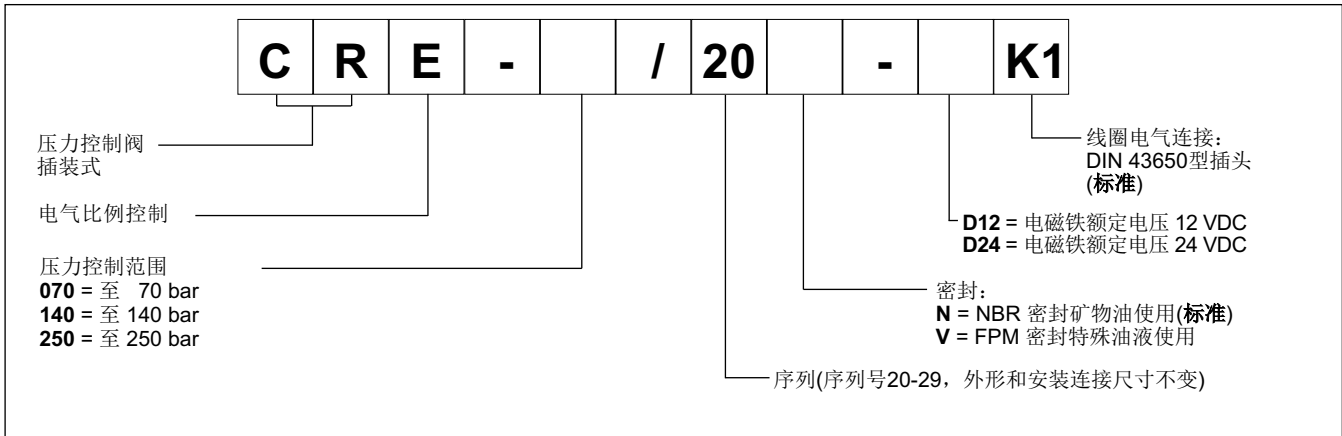 C R E - / 20 - K1
压力控制阀
插装式
电气比例控制
压力控制范围
070 = 至 70 bar
140 = 至 140 bar
250 = 至 250 bar
线圈电气连接:
DIN 43650型插头
(标准)
D12 = 电磁铁额定电压 12 VDC
D24 = 电磁铁额定电压 24 VDC
密封:
N = NBR 密封矿物油使用(标准)
V = FPM 密封特殊油液使用
序列(序列号20-29，外形和安装连接尺寸不变)